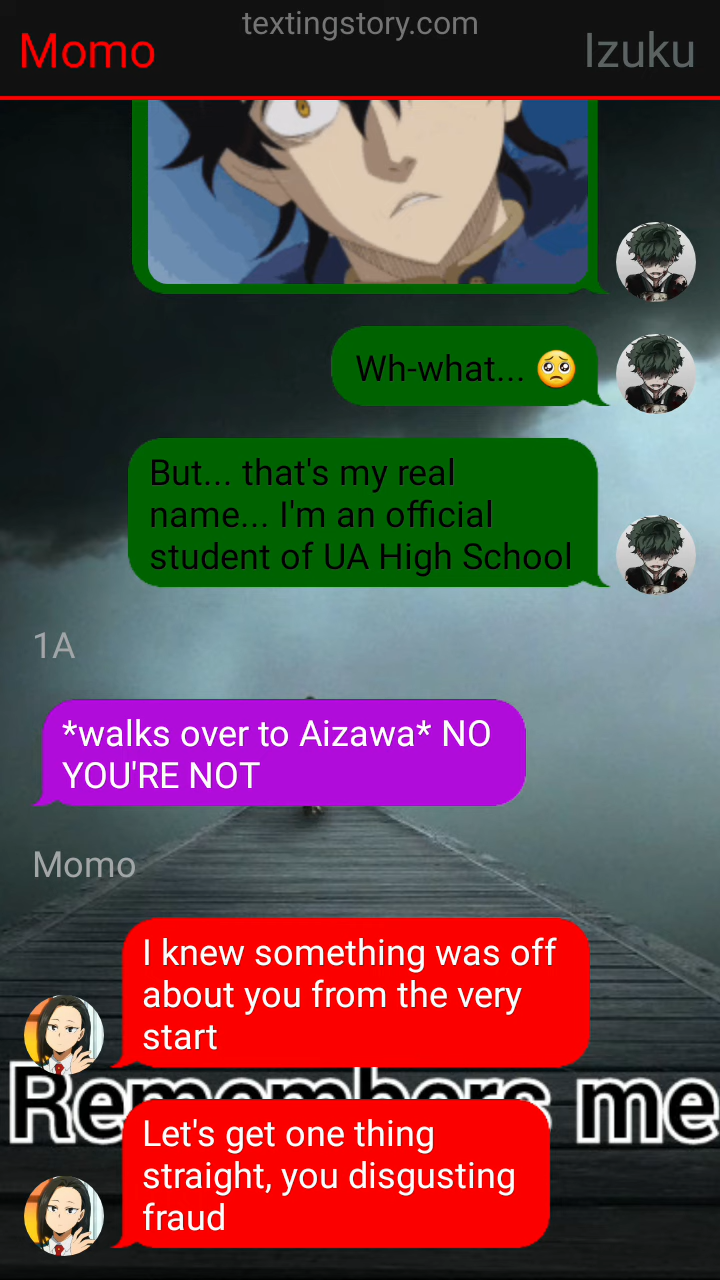 textingstory.com
Momo
Izuku
Wh-what... 🥺
But... that's my real
name... I'm an official
student of UA High School
1A
*walks over to Aizawa* NO
YOU'RE NOT
Momo
I knew something was off
about you from the very
start
Remembers me
Let's get one thing
straight, you disgusting
fraud